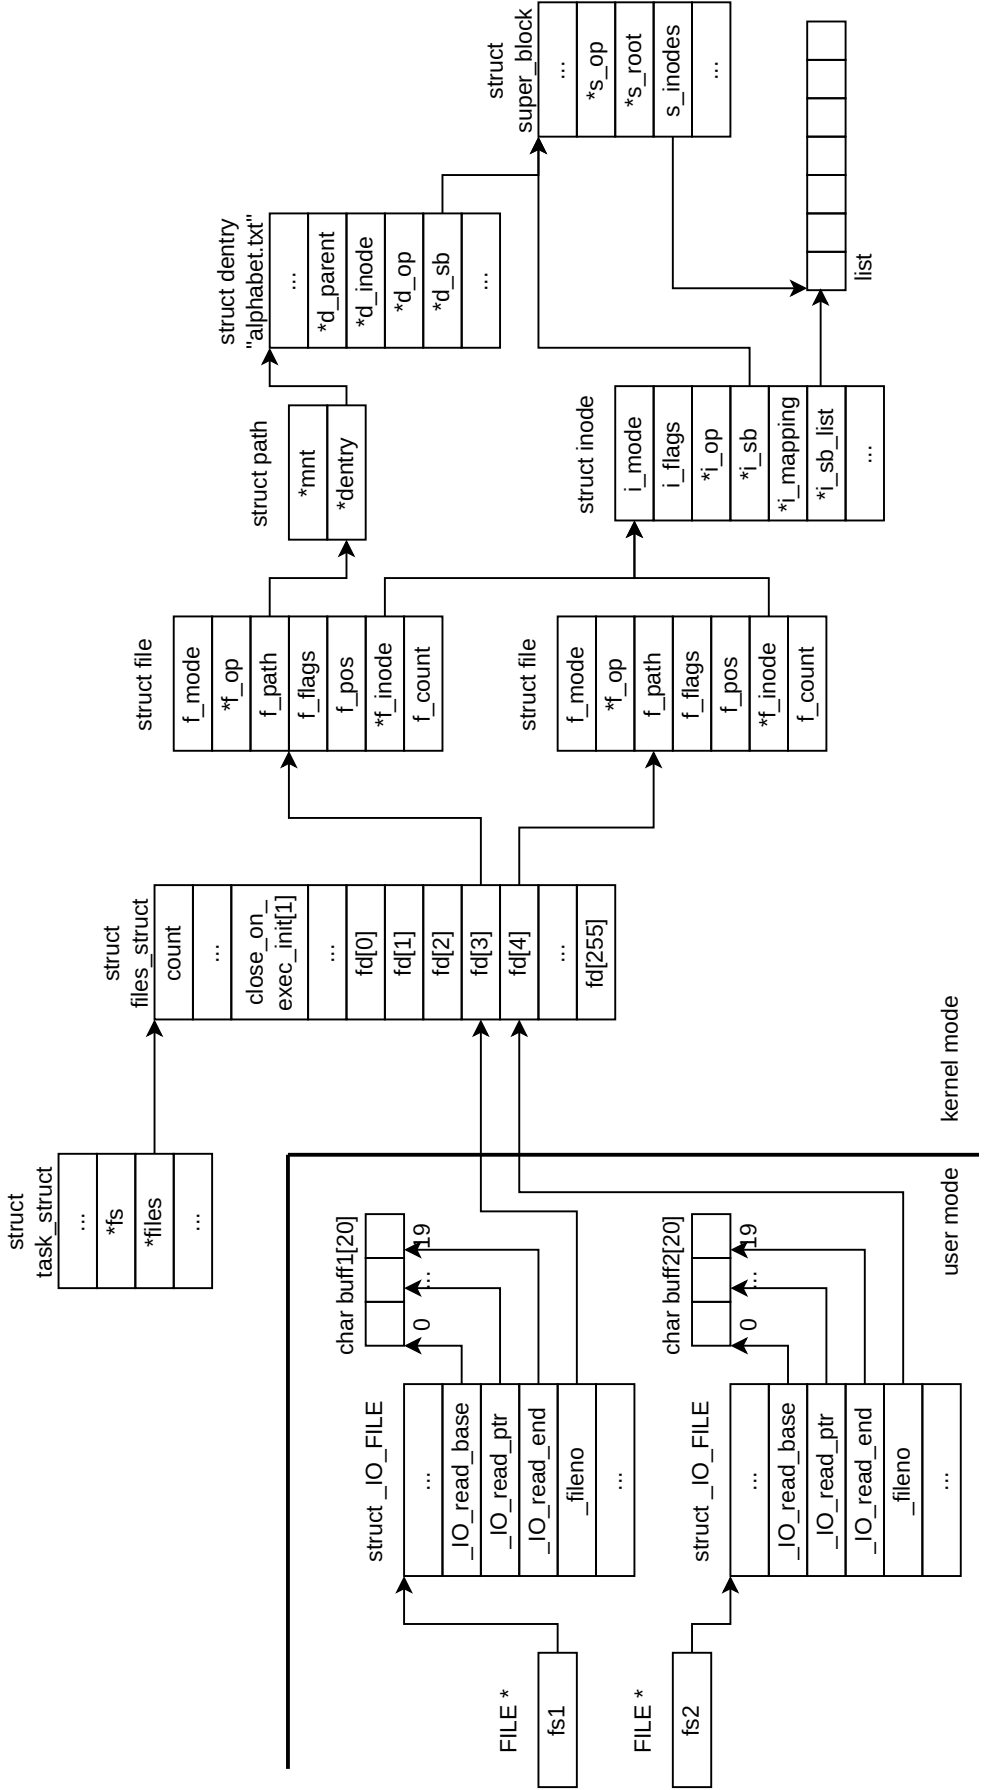 struct
task_struct
...
*fs
*files
...
struct
files_struct
count
...
close_on_
exec_init[1]
...
fd[0]
fd[1]
fd[2]
fd[3]
fd[4]
...
fd[255]
struct file
f_mode
*f_op
f_path
f_flags
f_pos
*f_inode
f_count
struct file
f_mode
*f_op
f_path
f_flags
f_pos
*f_inode
f_count
struct path
*mnt
*dentry
struct dentry
"alphabet.txt"
...
*d_parent
*d_inode
*d_op
*d_sb
...
struct inode
i_mode
i_flags
*i_op
*i_sb
*i_mapping
*i_sb_list
...
struct
super_block
...
*s_op
*s_root
s_inodes
...
list
FILE *
fs1
struct _IO_FILE
...
_IO_read_base
_IO_read_ptr
_IO_read_end
_fileno
...
char buff1[20]
0
...
19
FILE *
fs2
struct _IO_FILE
...
_IO_read_base
_IO_read_ptr
_IO_read_end
_fileno
...
char buff2[20]
0
...
19
user mode
kernel mode